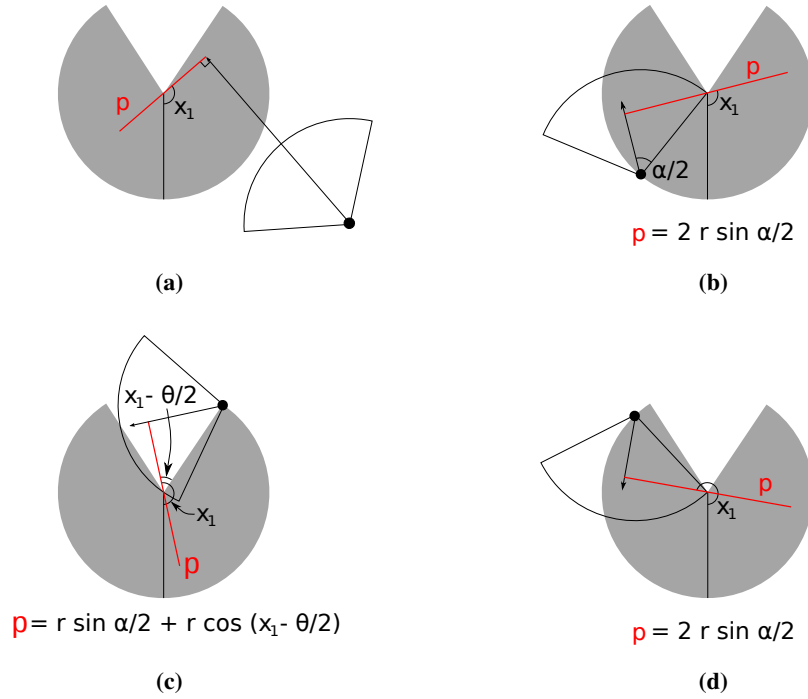 p
x₁
(a)
p
x₁
α/2
p = 2 r sin α/2
(b)
x₁- θ/2
x₁
p
p = r sin α/2 + r cos (x₁- θ/2)
(c)
p
x₁
p = 2 r sin α/2
(d)